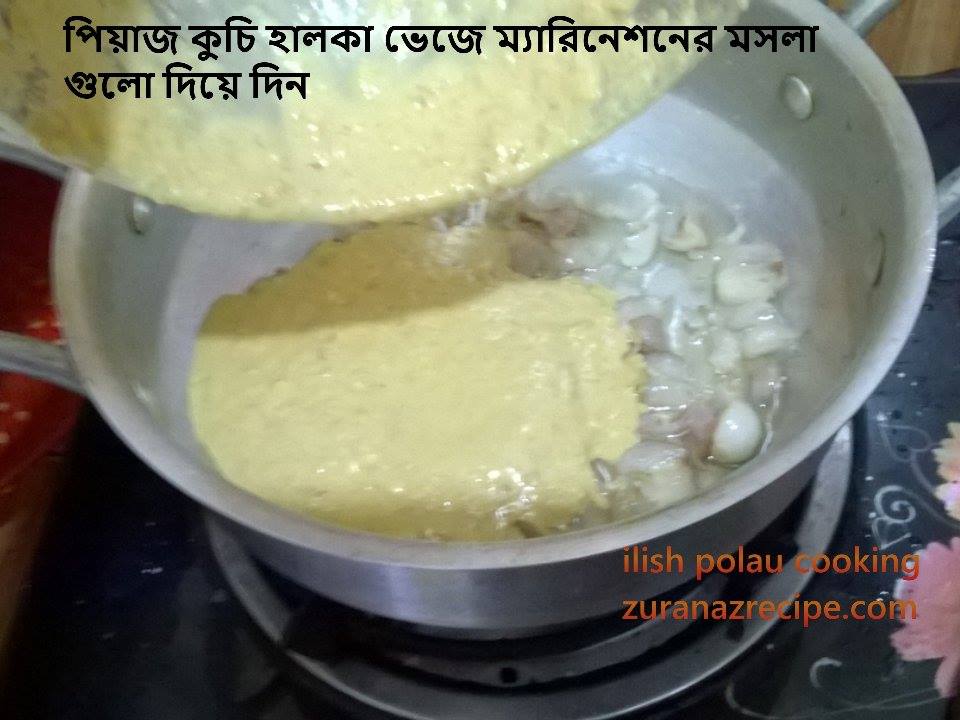 পিয়াজ কুচি হালকা ভেজে ম্যারিনেশনের মসলা
গুলো দিয়ে দিন
ilish polau cooking
zuranazrecipe.com